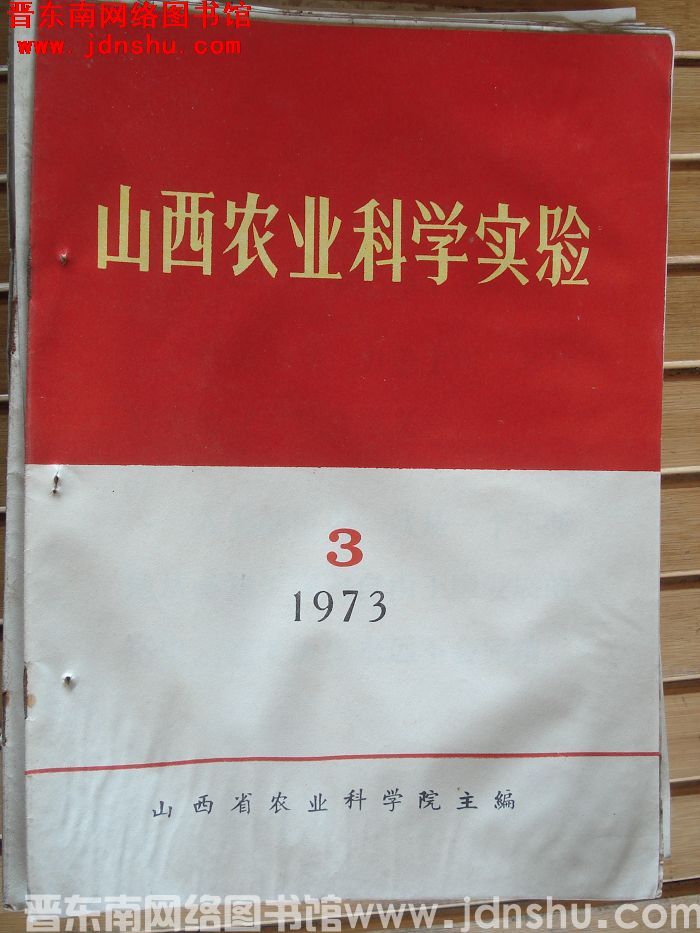 晋东南网络图书馆
www.jdnshu.com
山西农业科学实验
3
1973
山西省农业科学院主編
晋东南网络图书馆www.jdnshu.com